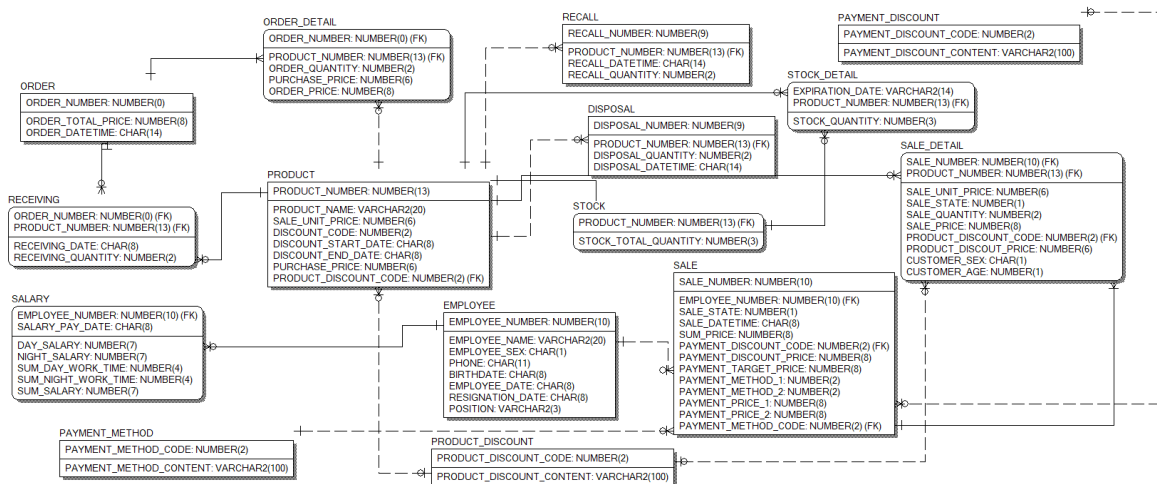 ORDER_DETAIL
ORDER_NUMBER: NUMBER(0) (FK)
PRODUCT_NUMBER: NUMBER(13) (FK)
ORDER_QUANTITY: NUMBER(2)
PURCHASE_PRICE: NUMBER(6)
ORDER_PRICE: NUMBER(8)
RECALL
RECALL_NUMBER: NUMBER(9)
PRODUCT_NUMBER: NUMBER(13) (FK)
RECALL_DATETIME: CHAR(14)
RECALL_QUANTITY: NUMBER(2)
PAYMENT_DISCOUNT
PAYMENT_DISCOUNT_CODE: NUMBER(2)
PAYMENT_DISCOUNT_CONTENT: VARCHAR2(100)
ORDER
ORDER_NUMBER: NUMBER(0)
ORDER_TOTAL_PRICE: NUMBER(8)
ORDER_DATETIME: CHAR(14)
STOCK_DETAIL
EXPIRATION_DATE: VARCHAR2(14)
PRODUCT_NUMBER: NUMBER(13) (FK)
STOCK_QUANTITY: NUMBER(3)
DISPOSAL
DISPOSAL_NUMBER: NUMBER(9)
PRODUCT_NUMBER: NUMBER(13) (FK)
DISPOSAL_QUANTITY: NUMBER(2)
DISPOSAL_DATETIME: CHAR(14)
SALE_DETAIL
SALE_NUMBER: NUMBER(10) (FK)
PRODUCT_NUMBER: NUMBER(13) (FK)
SALE_UNIT_PRICE: NUMBER(6)
SALE_STATE: NUMBER(1)
SALE_QUANTITY: NUMBER(2)
SALE_PRICE: NUMBER(8)
PRODUCT_DISCOUNT_CODE: NUMBER(2) (FK)
PRODUCT_DISCOUT_PRICE: NUMBER(6)
CUSTOMER_SEX: CHAR(1)
CUSTOMER_AGE: NUMBER(1)
PRODUCT
PRODUCT_NUMBER: NUMBER(13)
PRODUCT_NAME: VARCHAR2(20)
SALE_UNIT_PRICE: NUMBER(6)
DISCOUNT_CODE: NUMBER(2)
DISCOUNT_START_DATE: CHAR(8)
DISCOUNT_END_DATE: CHAR(8)
PURCHASE_PRICE: NUMBER(6)
PRODUCT_DISCOUNT_CODE: NUMBER(2) (FK)
RECEIVING
ORDER_NUMBER: NUMBER(0) (FK)
PRODUCT_NUMBER: NUMBER(13) (FK)
RECEIVING_DATE: CHAR(8)
RECEIVING_QUANTITY: NUMBER(2)
STOCK
PRODUCT_NUMBER: NUMBER(13) (FK)
STOCK_TOTAL_QUANTITY: NUMBER(3)
SALE
SALE_NUMBER: NUMBER(10)
EMPLOYEE_NUMBER: NUMBER(10) (FK)
SALE_STATE: NUMBER(1)
SALE_DATETIME: CHAR(8)
SUM_PRICE: NUMBER(8)
PAYMENT_DISCOUNT_CODE: NUMBER(2) (FK)
PAYMENT_DISCOUNT_PRICE: NUMBER(8)
PAYMENT_TARGET_PRICE: NUMBER(8)
PAYMENT_METHOD_1: NUMBER(2)
PAYMENT_METHOD_2: NUMBER(2)
PAYMENT_PRICE_1: NUMBER(8)
PAYMENT_PRICE_2: NUMBER(8)
PAYMENT_METHOD_CODE: NUMBER(2) (FK)
SALARY
EMPLOYEE_NUMBER: NUMBER(10) (FK)
SALARY_PAY_DATE: CHAR(8)
DAY_SALARY: NUMBER(7)
NIGHT_SALARY: NUMBER(7)
SUM_DAY_WORK_TIME: NUMBER(4)
SUM_NIGHT_WORK_TIME: NUMBER(4)
SUM_SALARY: NUMBER(7)
EMPLOYEE
EMPLOYEE_NUMBER: NUMBER(10)
EMPLOYEE_NAME: VARCHAR2(20)
EMPLOYEE_SEX: CHAR(1)
PHONE: CHAR(11)
BIRTHDATE: CHAR(8)
EMPLOYEE_DATE: CHAR(8)
RESIGNATION_DATE: CHAR(8)
POSITION: VARCHAR2(3)
PAYMENT_METHOD
PAYMENT_METHOD_CODE: NUMBER(2)
PAYMENT_METHOD_CONTENT: VARCHAR2(100)
PRODUCT_DISCOUNT
PRODUCT_DISCOUNT_CODE: NUMBER(2)
PRODUCT_DISCOUNT_CONTENT: VARCHAR2(100)